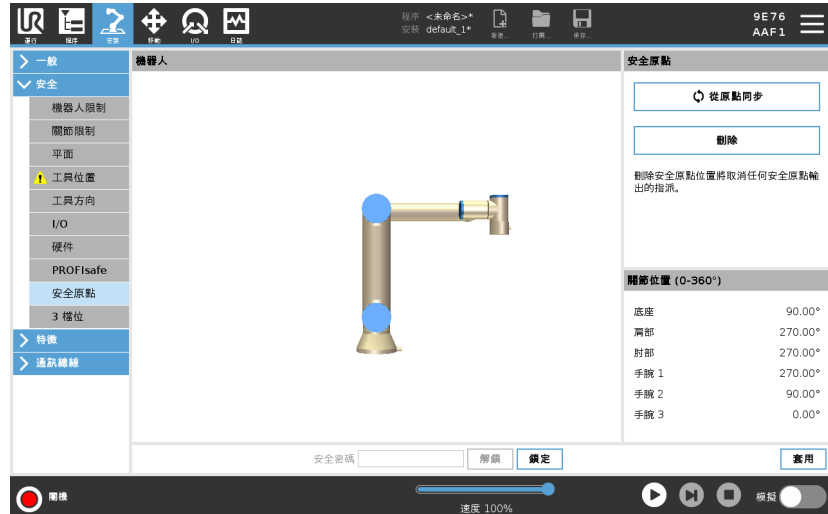 UR
運行
程序
安裝
移動
I/O
日誌
程序 <未命名>*
安裝 default_1*
新建...
打開...
保存...
9E76
AAF1
一般
安全
機器人限制
關節限制
平面
工具位置
工具方向
I/O
硬件
PROFIsafe
安全原點
3 檔位
特徵
通訊總線
機器人
安全原點
從原點同步
刪除
刪除安全原點位置將取消任何安全原點輸
出的指派。
關節位置 (0-360°)
底座 90.00°
肩部 270.00°
肘部 270.00°
手腕 1 270.00°
手腕 2 90.00°
手腕 3 0.00°
安全密碼 解鎖 鎖定
套用
關機
速度 100%
模擬